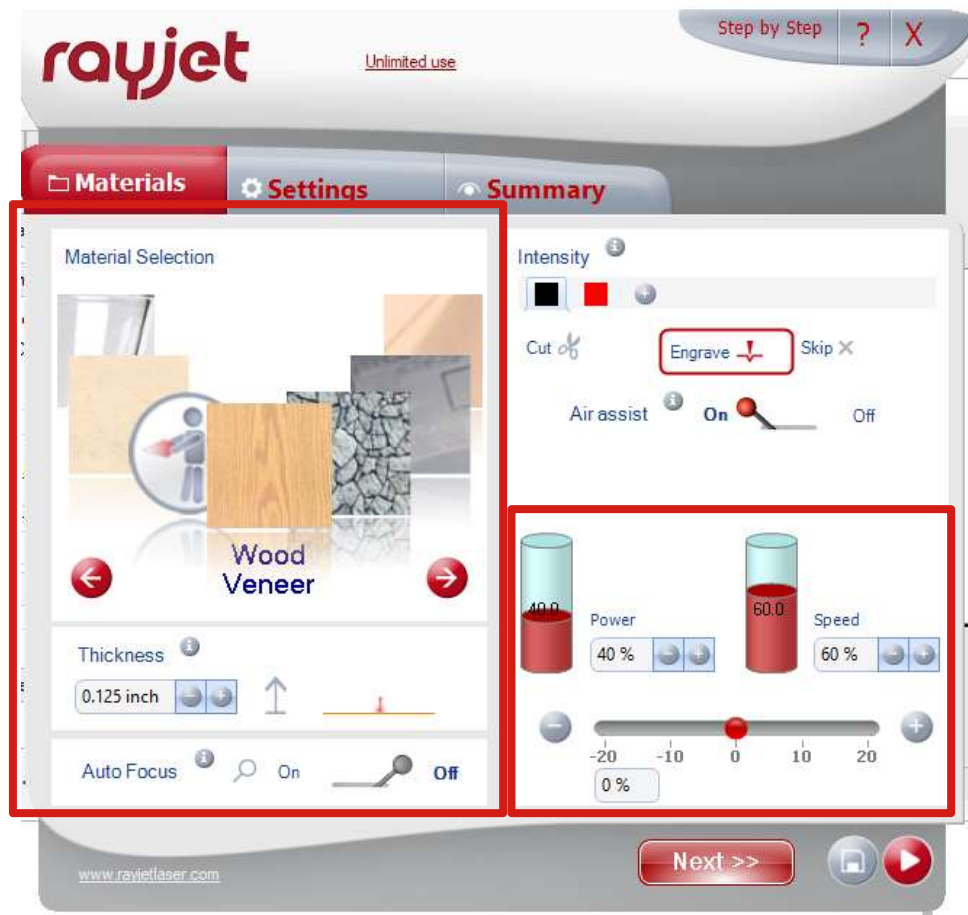 rayjet
Unlimited use
Step by Step ? X
Materials
Settings
Summary
Material Selection
Wood
Veneer
Thickness
0.125 inch
Auto Focus On Off
Intensity
Cut Engrave Skip
Air assist On Off
40.0
Power
40 %
60.0
Speed
60 %
-20 -10 0 10 20
0 %
www.rayjetlaser.com
Next >>